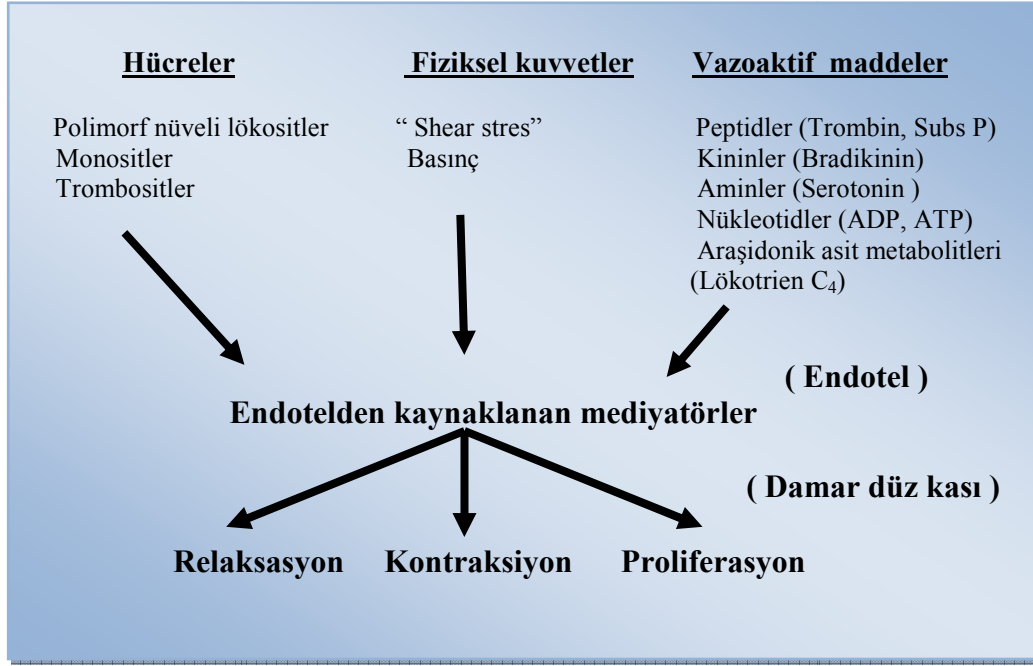 Hücreler
Polimorf nüveli lökositler
Monositler
Trombositler
Fiziksel kuvvetler
“ Shear stres”
Basınç
Vazoaktif maddeler
Peptidler (Trombin, Subs P)
Kininler (Bradikinin)
Aminler (Serotonin )
Nükleotidler (ADP, ATP)
Araşidonik asit metabolitleri
(Lökotrien C₄)
( Endotel )
Endotelden kaynaklanan mediyatörler
( Damar düz kası )
Relaksasyon
Kontraksiyon
Proliferasyon